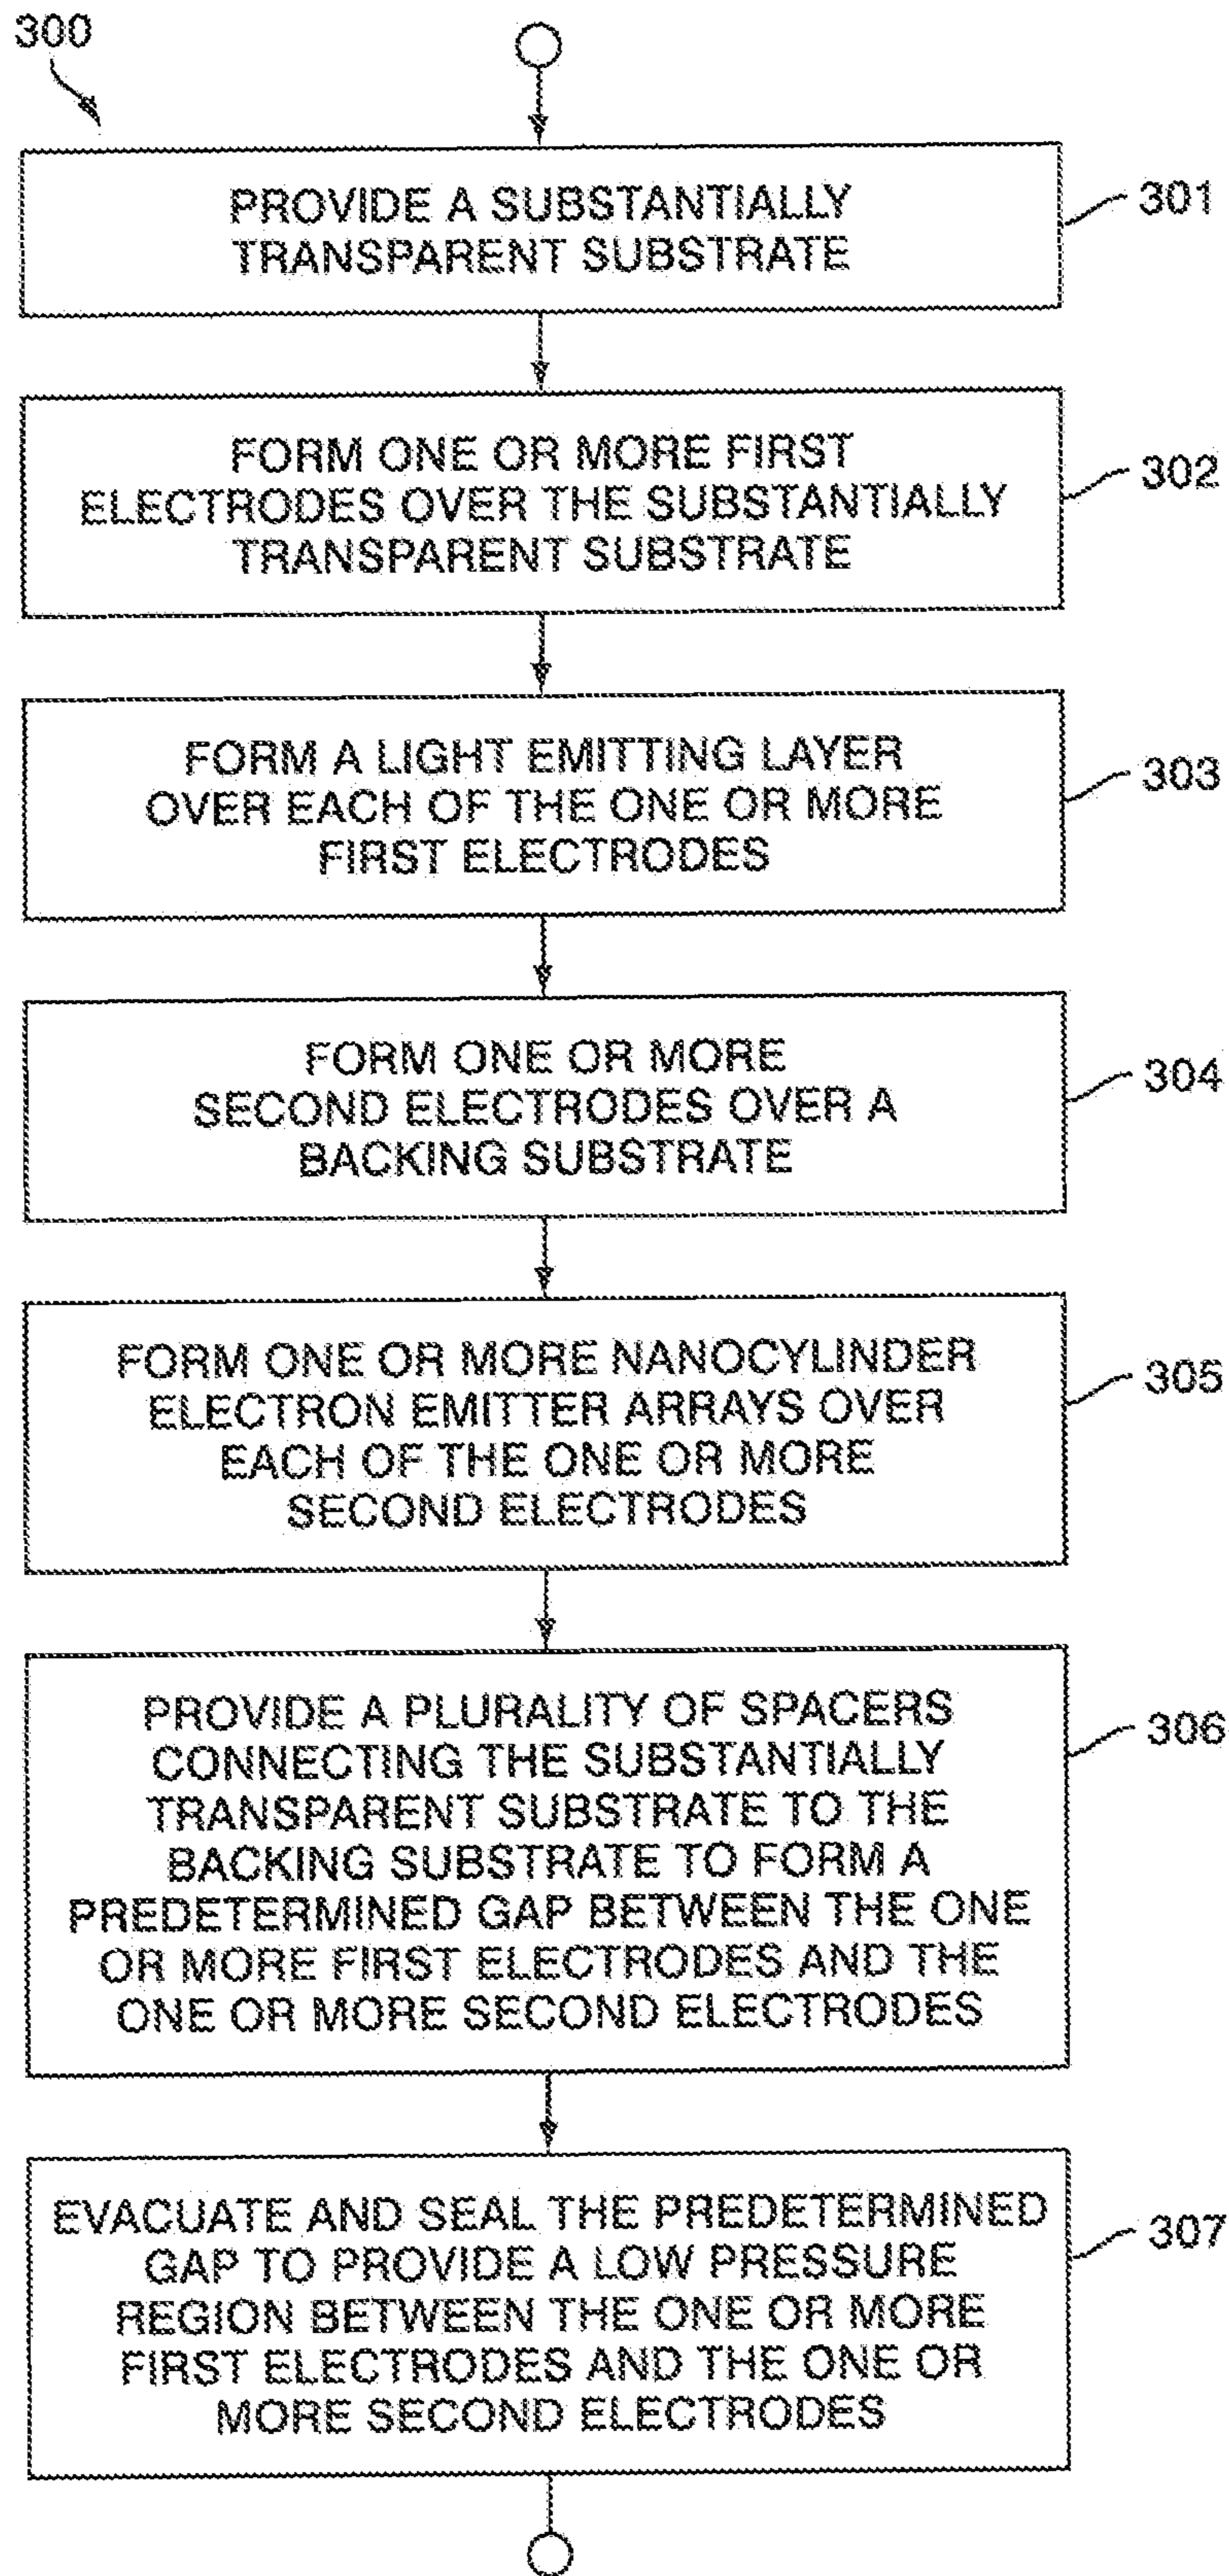 300
PROVIDE A SUBSTANTIALLY
TRANSPARENT SUBSTRATE
301
FORM ONE OR MORE FIRST
ELECTRODES OVER THE SUBSTANTIALLY
TRANSPARENT SUBSTRATE
302
FORM A LIGHT EMITTING LAYER
OVER EACH OF THE ONE OR MORE
FIRST ELECTRODES
303
FORM ONE OR MORE
SECOND ELECTRODES OVER A
BACKING SUBSTRATE
304
FORM ONE OR MORE NANOCYLINDER
ELECTRON EMITTER ARRAYS OVER
EACH OF THE ONE OR MORE
SECOND ELECTRODES
305
PROVIDE A PLURALITY OF SPACERS
CONNECTING THE SUBSTANTIALLY
TRANSPARENT SUBSTRATE TO THE
BACKING SUBSTRATE TO FORM A
PREDETERMINED GAP BETWEEN THE ONE
OR MORE FIRST ELECTRODES AND THE
ONE OR MORE SECOND ELECTRODES
306
EVACUATE AND SEAL THE PREDETERMINED
GAP TO PROVIDE A LOW PRESSURE
REGION BETWEEN THE ONE OR MORE
FIRST ELECTRODES AND THE ONE OR
MORE SECOND ELECTRODES
307